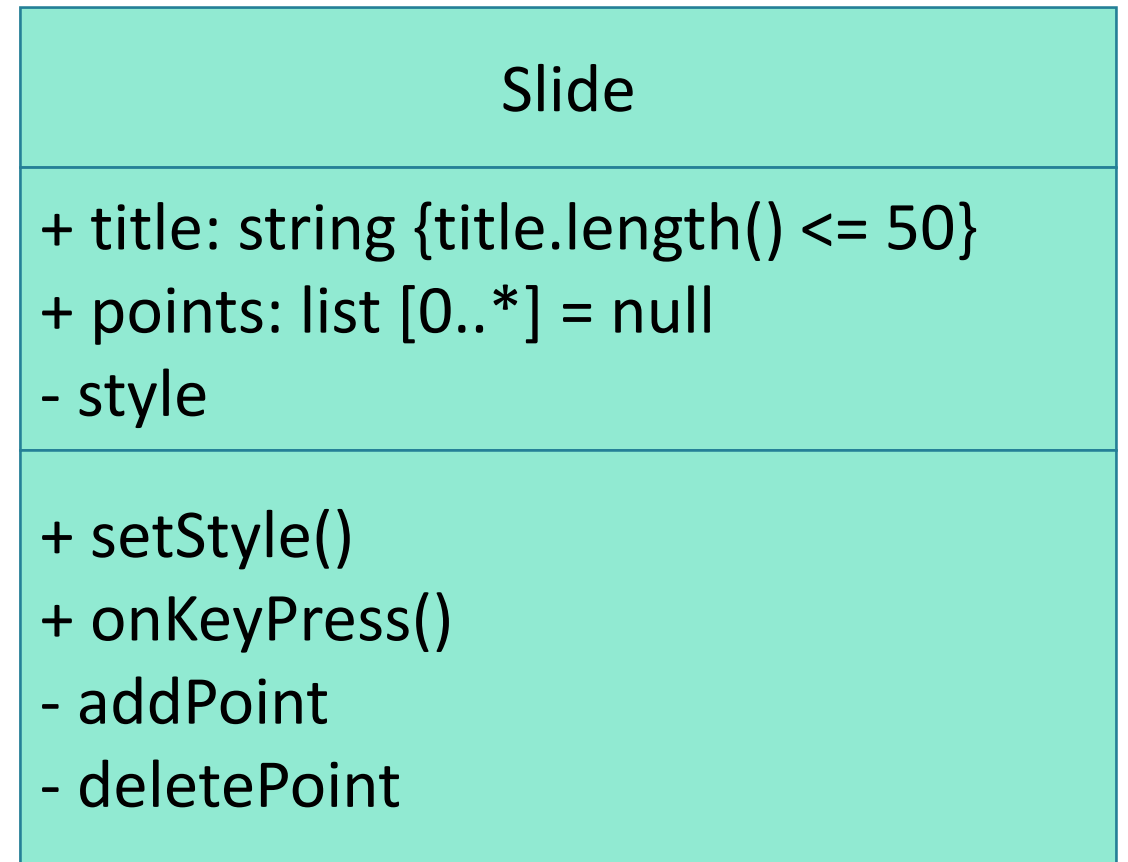 Slide
+ title: string {title.length() <= 50}
+ points: list [0..*] = null
- style
+ setStyle()
+ onKeyPress()
- addPoint
- deletePoint